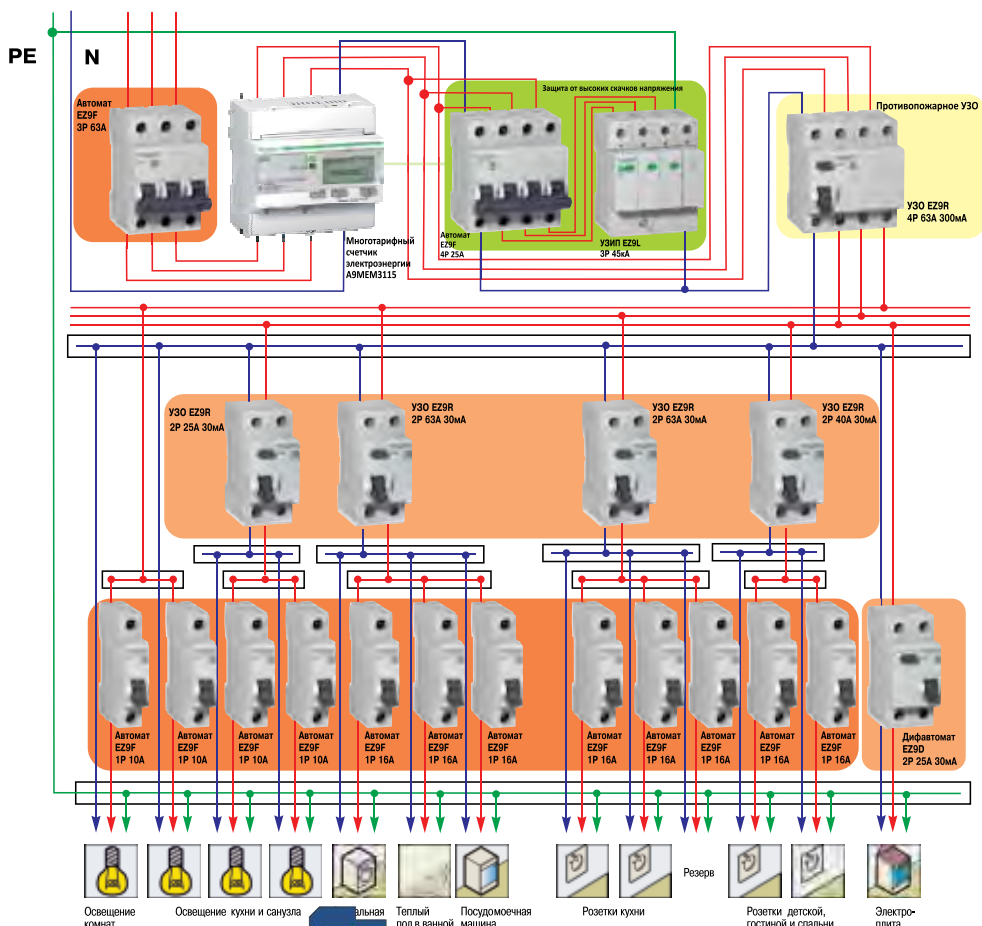 PE
N
Автомат
EZ9F
3P 63A
Многотарифный
счетчик
электроэнергии
A9MEM3115
Защита от высоких скачков напряжения
Автомат
EZ9F
4P 25A
УЗИП EZ9L
3P 45кА
Противопожарное УЗО
УЗО EZ9R
4P 63A 300мА
УЗО EZ9R
2P 25A 30мА
УЗО EZ9R
2P 63A 30мА
УЗО EZ9R
2P 63A 30мА
УЗО EZ9R
2P 40A 30мА
Автомат
EZ9F
1P 10A
Автомат
EZ9F
1P 10A
Автомат
EZ9F
1P 10A
Автомат
EZ9F
1P 10A
Автомат
EZ9F
1P 16A
Автомат
EZ9F
1P 16A
Автомат
EZ9F
1P 16A
Автомат
EZ9F
1P 16A
Автомат
EZ9F
1P 16A
Автомат
EZ9F
1P 16A
Автомат
EZ9F
1P 16A
Автомат
EZ9F
1P 16A
Дифавтомат
EZ9D
2P 25A 30мА
Освещение
комнат
Освещение кухни и санузла
Теплый
пол в ванной
Посудомоечная
машина
Розетки кухни
Резерв
Розетки детской,
гостиной и спальни
Электро-
плита